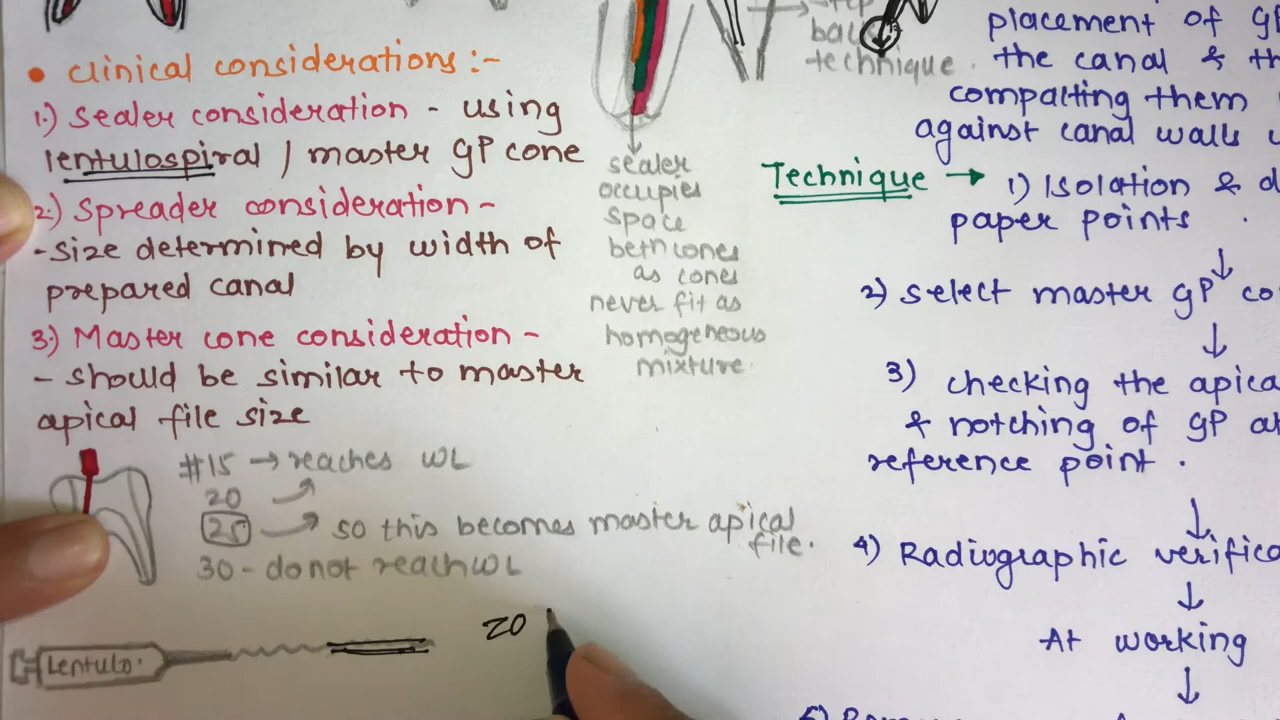 • Clinical considerations :-
1.) Sealer consideration - using
lentulospiral / master GP cone
2.) Spreader consideration -
- size determined by width of
prepared canal
3.) Master cone consideration -
- should be similar to master
apical file size
#15 → reaches WL
20
25 → so this becomes master apical
file.
30 - do not reach WL
Lentulo.
20
technique.
sealer
occupies
space
betn cones
as cones
never fit as
homogeneous
mixture.
placement of
the canal &
compacting them
against canal walls
Technique → 1) Isolation &
paper points
↓
2) select master GP
↓
3) checking the
& notching of GP
reference point.
↓
4) Radiographic
↓
At working
↓